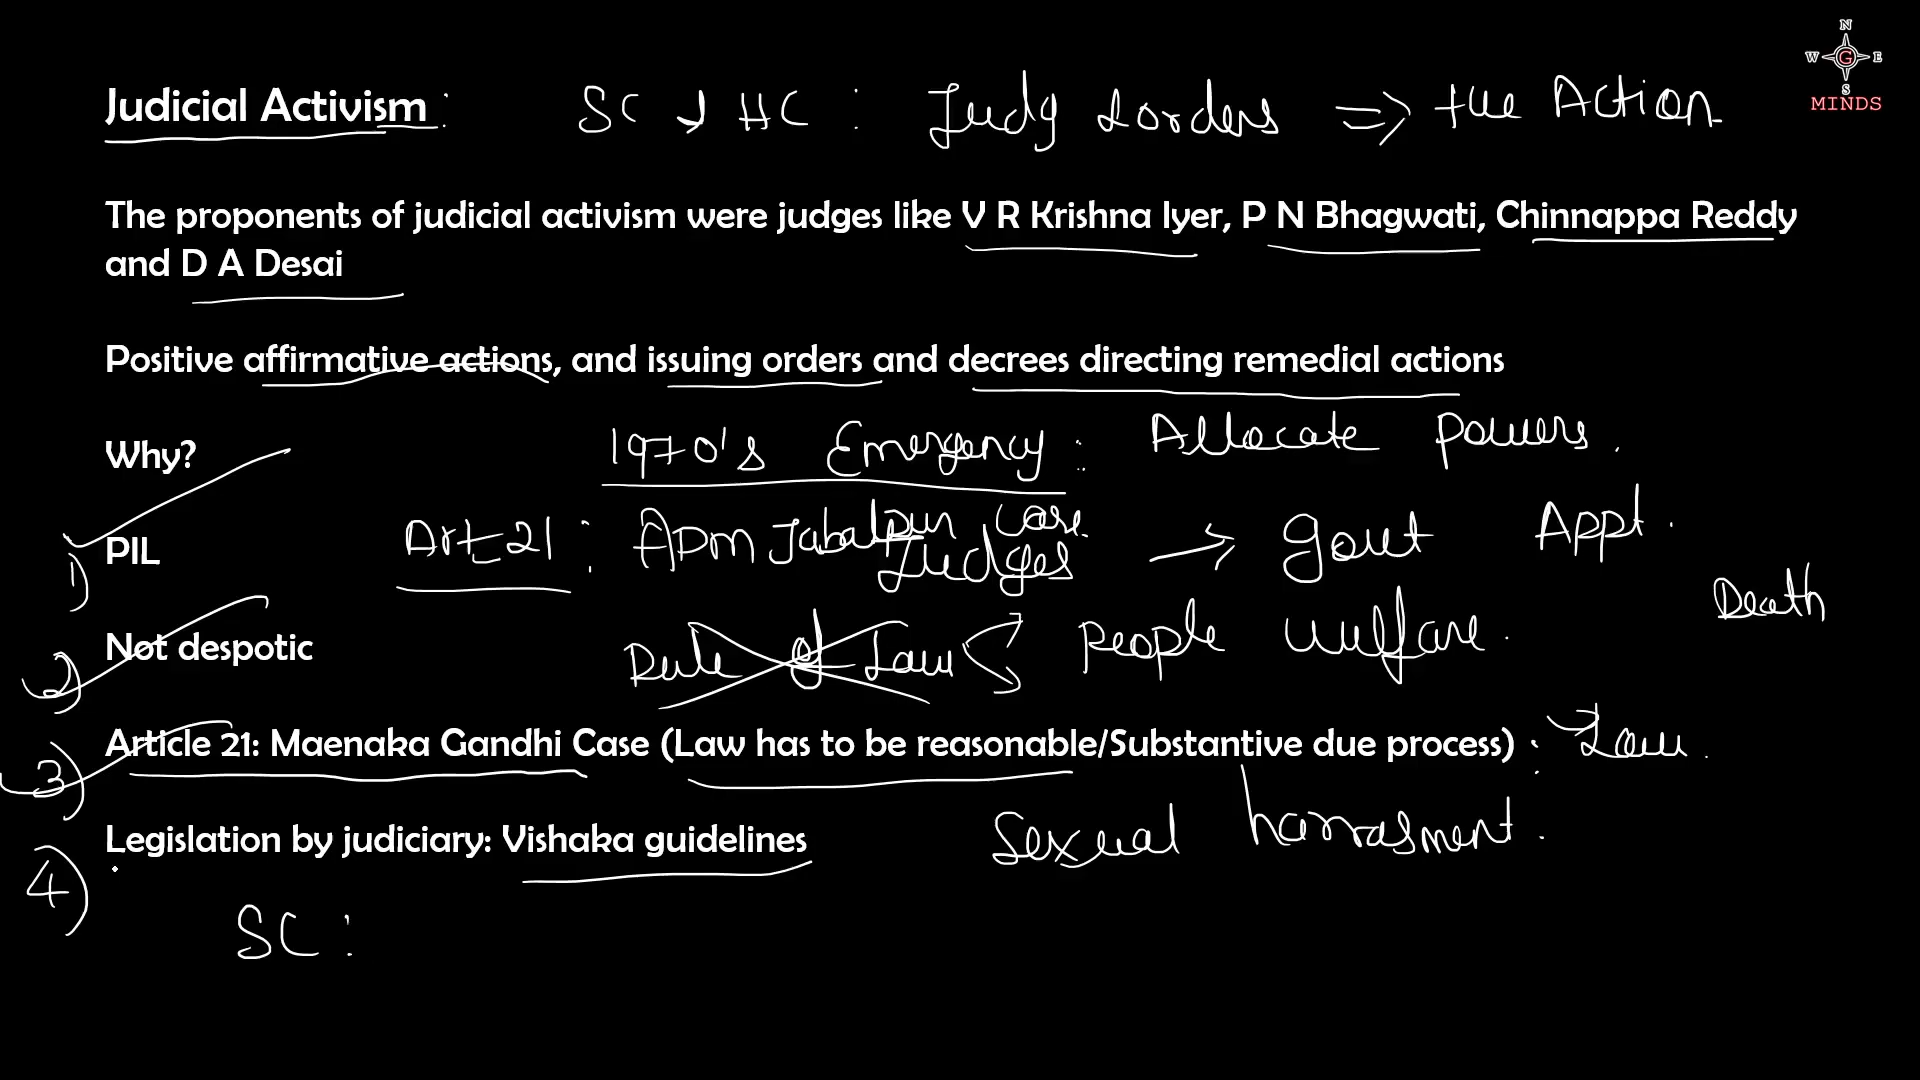 N
W G E
S
MINDS
Judicial Activism : SC & HC : Judg & orders => +ve Action
The proponents of judicial activism were judges like V R Krishna Iyer, P N Bhagwati, Chinnappa Reddy
and D A Desai
Positive affirmative actions, and issuing orders and decrees directing remedial actions
Why? 1970's Emergency : Allocate Powers.
1) PIL Art-21 : ADM Jabalpur Case. Judges → Govt Appt.
Death
2) Not despotic Rule of Law People welfare.
3) Article 21: Maenaka Gandhi Case (Law has to be reasonable/Substantive due process) : Law.
4) Legislation by judiciary: Vishaka guidelines Sexual harrasment.
SC :